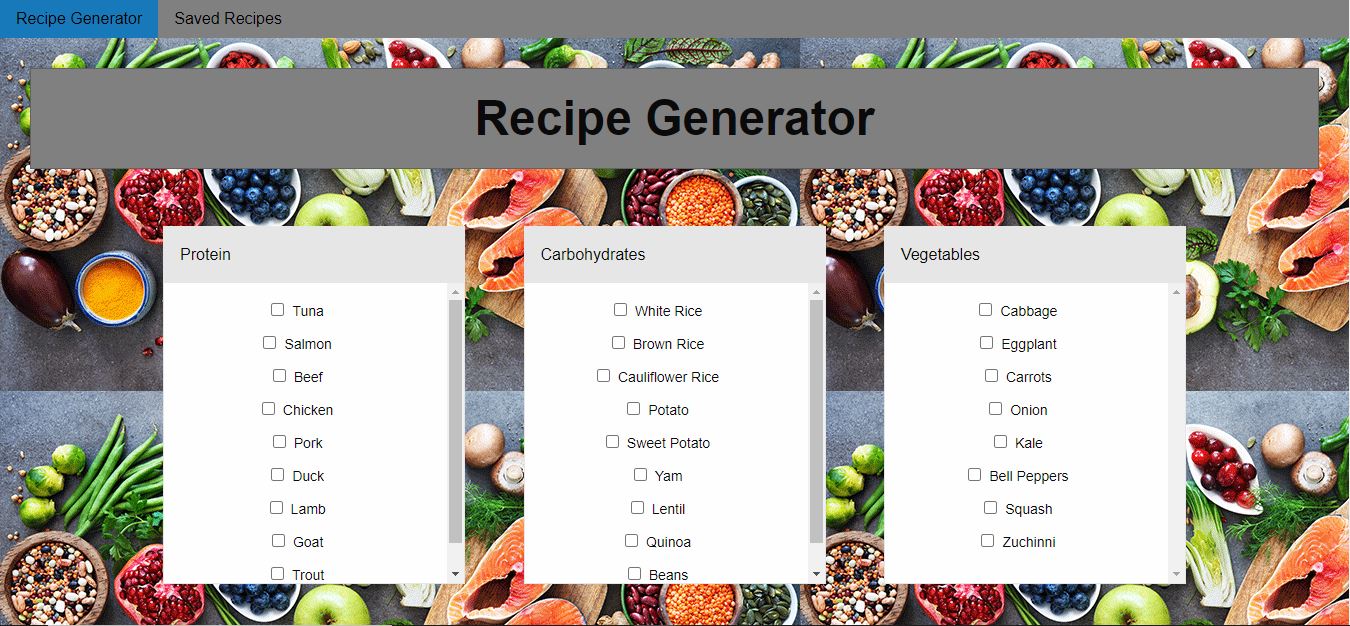 Recipe Generator Saved Recipes
Recipe Generator
Protein
Tuna
Salmon
Beef
Chicken
Pork
Duck
Lamb
Goat
Trout
Carbohydrates
White Rice
Brown Rice
Cauliflower Rice
Potato
Sweet Potato
Yam
Lentil
Quinoa
Beans
Vegetables
Cabbage
Eggplant
Carrots
Onion
Kale
Bell Peppers
Squash
Zuchinni